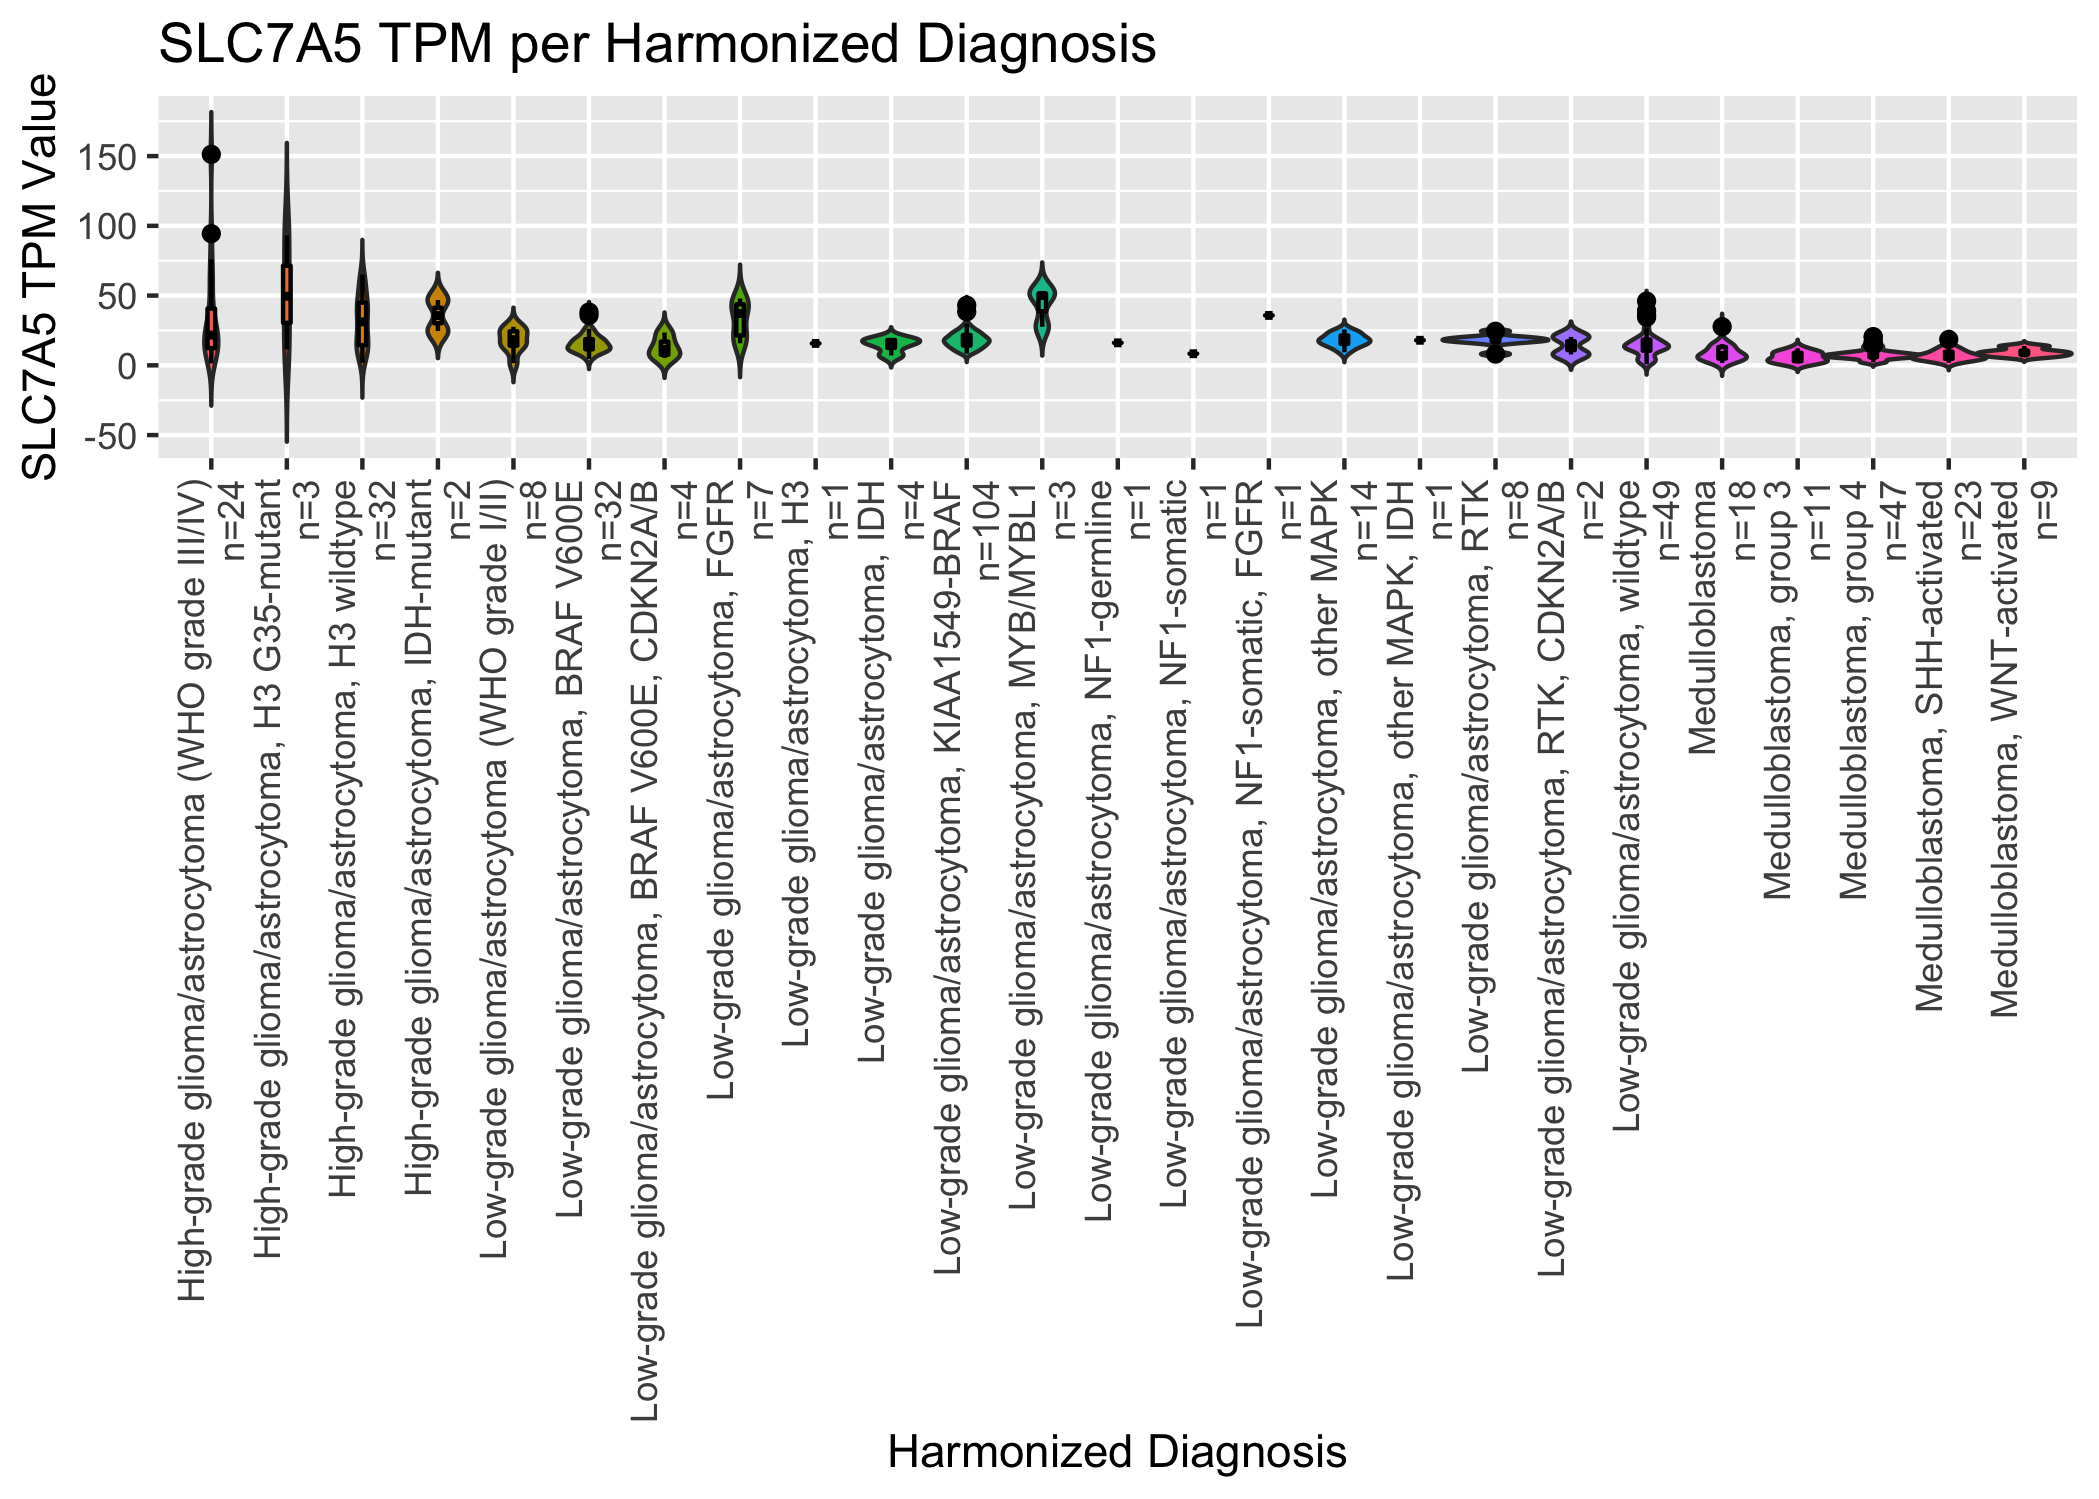 SLC7A5 TPM per Harmonized Diagnosis
SLC7A5 TPM Value
150
100
50
0
-50
High-grade glioma/astrocytoma (WHO grade III/IV)
n=24
High-grade glioma/astrocytoma, H3 G35-mutant
n=3
High-grade glioma/astrocytoma, H3 wildtype
n=32
High-grade glioma/astrocytoma, IDH-mutant
n=2
Low-grade glioma/astrocytoma (WHO grade I/II)
n=8
Low-grade glioma/astrocytoma, BRAF V600E
n=32
Low-grade glioma/astrocytoma, BRAF V600E, CDKN2A/B
n=4
Low-grade glioma/astrocytoma, FGFR
n=7
Low-grade glioma/astrocytoma, H3
n=1
Low-grade glioma/astrocytoma, IDH
n=4
Low-grade glioma/astrocytoma, KIAA1549-BRAF
n=104
Low-grade glioma/astrocytoma, MYB/MYBL1
n=3
Low-grade glioma/astrocytoma, NF1-germline
n=1
Low-grade glioma/astrocytoma, NF1-somatic
n=1
Low-grade glioma/astrocytoma, NF1-somatic, FGFR
n=1
Low-grade glioma/astrocytoma, other MAPK
n=14
Low-grade glioma/astrocytoma, other MAPK, IDH
n=1
Low-grade glioma/astrocytoma, RTK
n=8
Low-grade glioma/astrocytoma, RTK, CDKN2A/B
n=2
Low-grade glioma/astrocytoma, wildtype
n=49
Medulloblastoma
n=18
Medulloblastoma, group 3
n=11
Medulloblastoma, group 4
n=47
Medulloblastoma, SHH-activated
n=23
Medulloblastoma, WNT-activated
n=9
Harmonized Diagnosis